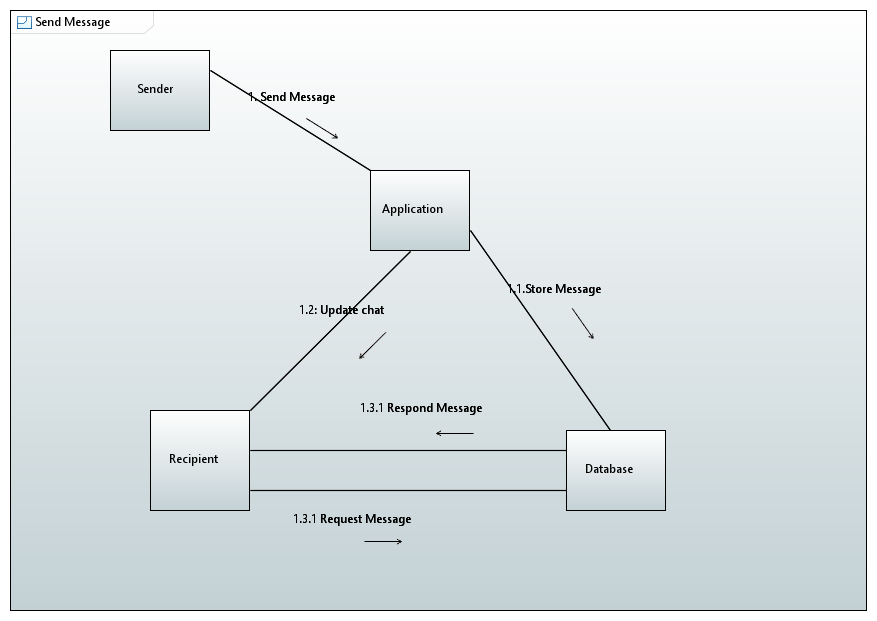 Send Message
Sender
1. Send Message
Application
1.1.Store Message
1.2: Update chat
1.3.1 Respond Message
Recipient
Database
1.3.1 Request Message